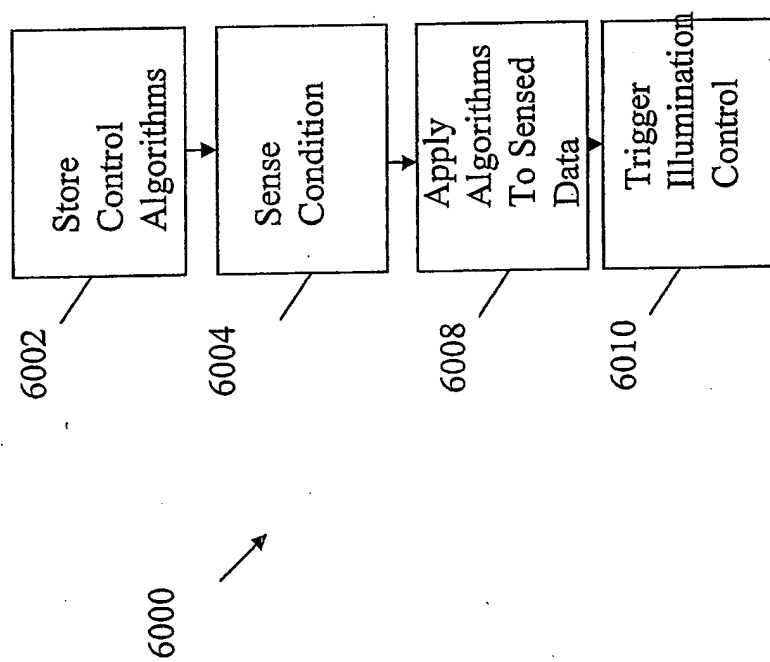 6000
6002
Store
Control
Algorithms
6004
Sense
Condition
6008
Apply
Algorithms
To Sensed
Data
6010
Trigger
Illumination
Control